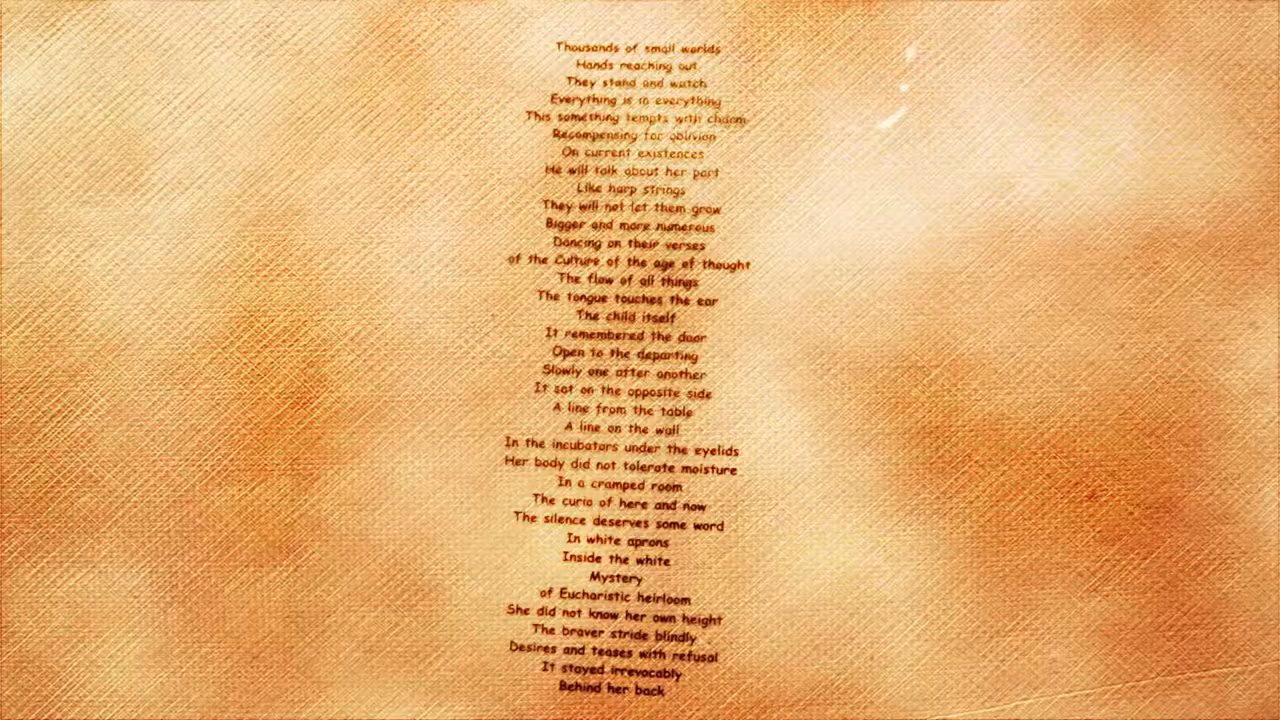 Thousands of small worlds
Hands reaching out
They stand and watch
Everything is in everything
This something tempts with charm
Recompensing for oblivion
On current existences
He will talk about her part
Like harp strings
They will not let them grow
Bigger and more numerous
Dancing on their verses
of the Culture of the age of thought
The flow of all things
The tongue touches the ear
The child itself
It remembered the door
Open to the departing
Slowly one after another
It sat on the opposite side
A line from the table
A line on the wall
In the incubators under the eyelids
Her body did not tolerate moisture
In a cramped room
The curio of here and now
The silence deserves some word
In white aprons
Inside the white
Mystery
of Eucharistic heirloom
She did not know her own height
The braver stride blindly
Desires and teases with refusal
It stayed irrevocably
Behind her back